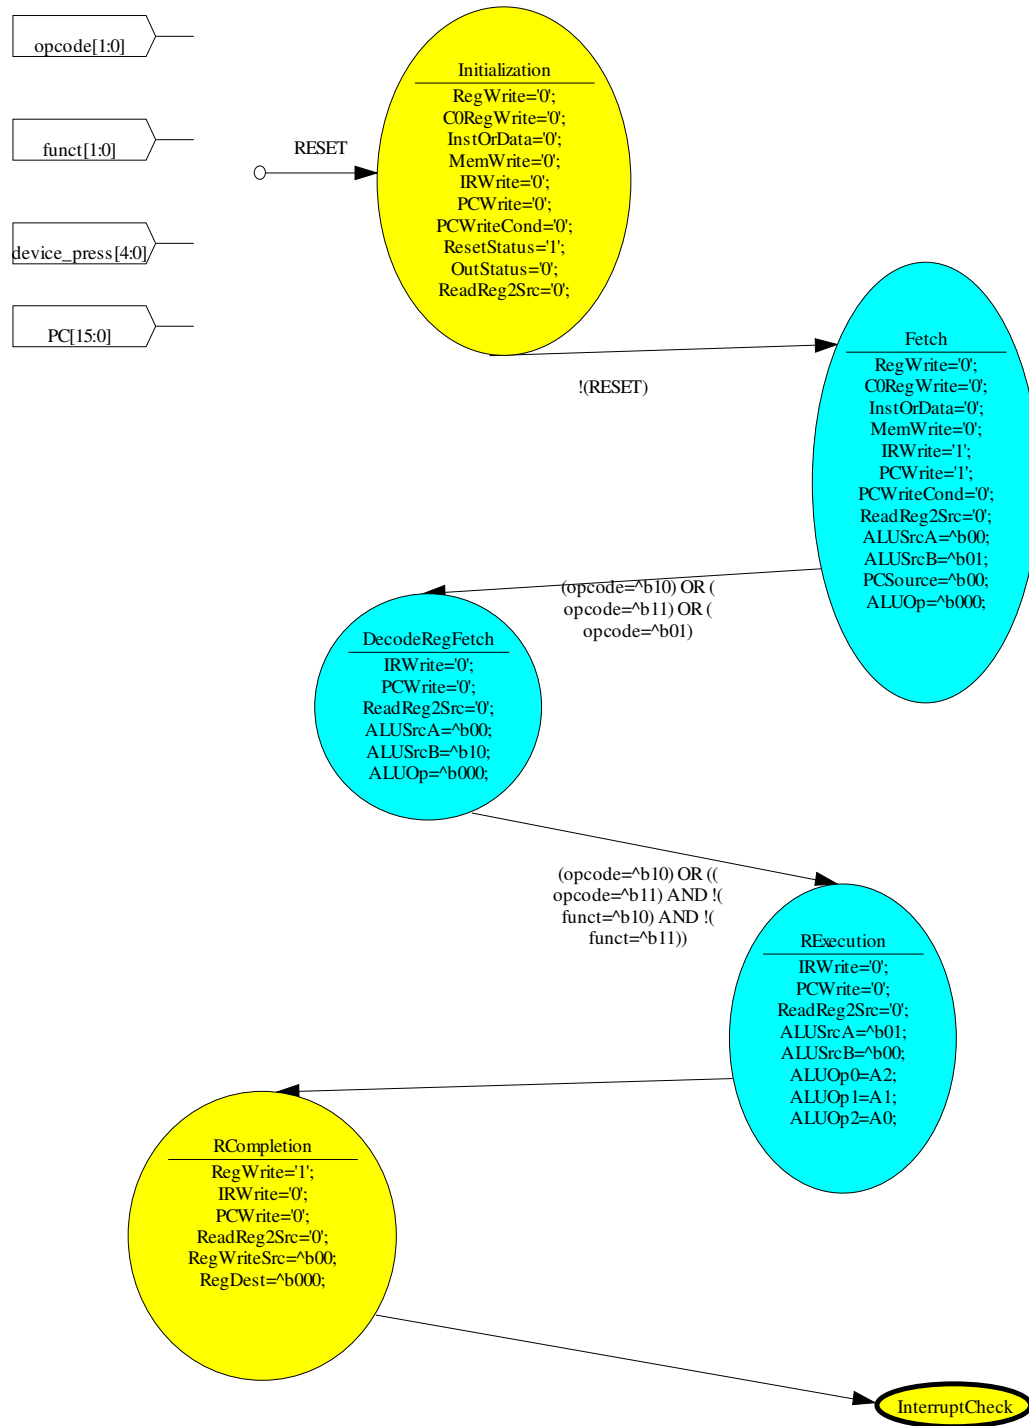 opcode[1:0]
funct[1:0]
device_press[4:0]
PC[15:0]
RESET
Initialization
RegWrite='0';
C0RegWrite='0';
InstOrData='0';
MemWrite='0';
IRWrite='0';
PCWrite='0';
PCWriteCond='0';
ResetStatus='1';
OutStatus='0';
ReadReg2Src='0';
!(RESET)
Fetch
RegWrite='0';
C0RegWrite='0';
InstOrData='0';
MemWrite='0';
IRWrite='1';
PCWrite='1';
PCWriteCond='0';
ReadReg2Src='0';
ALUSrcA=^b00;
ALUSrcB=^b01;
PCSource=^b00;
ALUOp=^b000;
(opcode=^b10) OR (
opcode=^b11) OR (
opcode=^b01)
DecodeRegFetch
IRWrite='0';
PCWrite='0';
ReadReg2Src='0';
ALUSrcA=^b00;
ALUSrcB=^b10;
ALUOp=^b000;
(opcode=^b10) OR ((
opcode=^b11) AND !(
funct=^b10) AND !(
funct=^b11))
RExecution
IRWrite='0';
PCWrite='0';
ReadReg2Src='0';
ALUSrcA=^b01;
ALUSrcB=^b00;
ALUOp0=A2;
ALUOp1=A1;
ALUOp2=A0;
RCompletion
RegWrite='1';
IRWrite='0';
PCWrite='0';
ReadReg2Src='0';
RegWriteSrc=^b00;
RegDest=^b000;
InterruptCheck